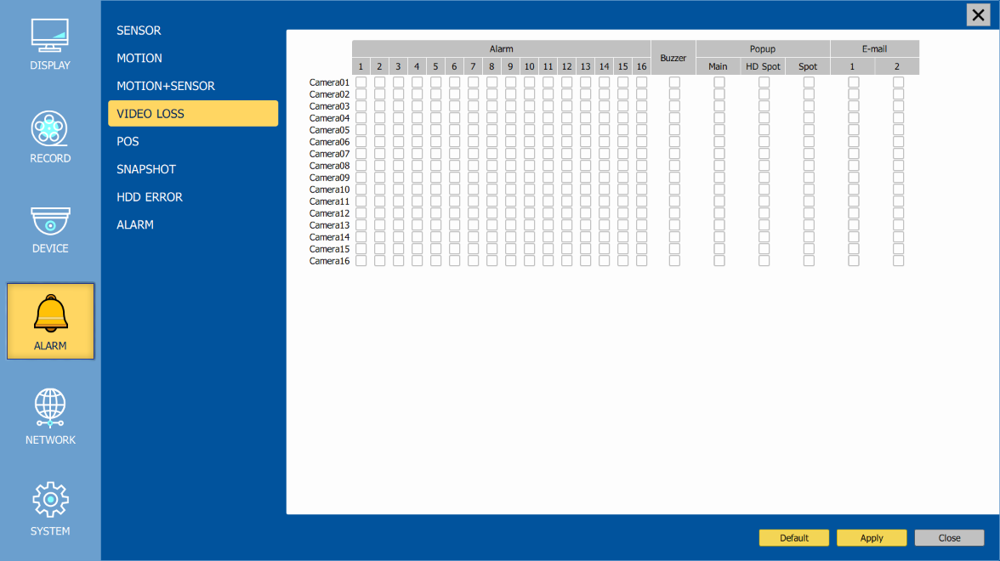 DISPLAY
RECORD
DEVICE
ALARM
NETWORK
SYSTEM
SENSOR
MOTION
MOTION+SENSOR
VIDEO LOSS
POS
SNAPSHOT
HDD ERROR
ALARM
Alarm Buzzer Popup E-mail
1 2 3 4 5 6 7 8 9 10 11 12 13 14 15 16 Main HD Spot Spot 1 2
Camera01
Camera02
Camera03
Camera04
Camera05
Camera06
Camera07
Camera08
Camera09
Camera10
Camera11
Camera12
Camera13
Camera14
Camera15
Camera16
Default Apply Close